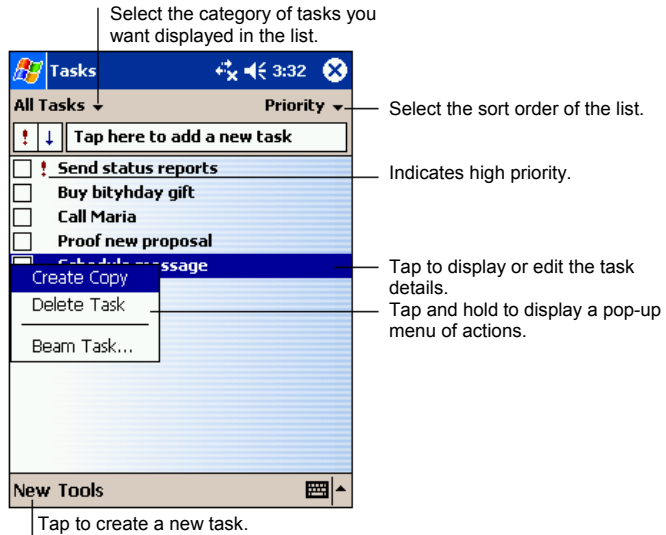 Select the category of tasks you
want displayed in the list.
Tasks 3:32
All Tasks Priority
Select the sort order of the list.
! ↓ Tap here to add a new task
! Send status reports
Indicates high priority.
Buy bityhday gift
Call Maria
Proof new proposal
Schedule message
Tap to display or edit the task
details.
Create Copy
Delete Task
Tap and hold to display a pop-up
menu of actions.
Beam Task...
New Tools
Tap to create a new task.